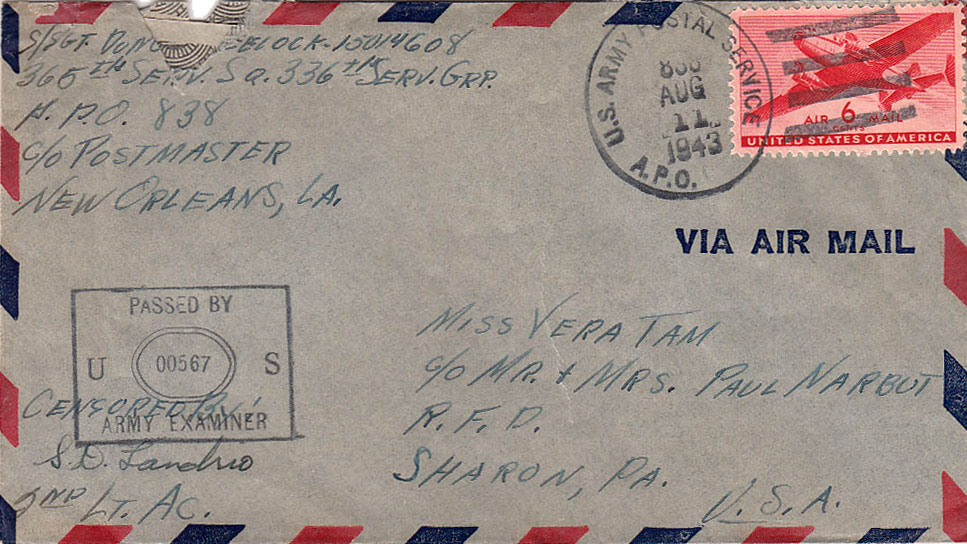 S/SGT. 15014608
365TH SERV. SQ. 336TH SERV. GRP.
A.P.O. 838
C/O POSTMASTER
NEW ORLEANS, LA.
U.S. ARMY POSTAL SERVICE
AUG
11
1943
A.P.O.
AIR 6 MAIL
CENTS
UNITED STATES OF AMERICA
VIA AIR MAIL
PASSED BY
U 00567 S
ARMY EXAMINER
CENSORED BY:
S.D. Landrio
2ND LT. AC.
MISS VERA TAM
C/O MR. & MRS. PAUL NARBUT
R.F.D.
SHARON, PA.
U.S.A.